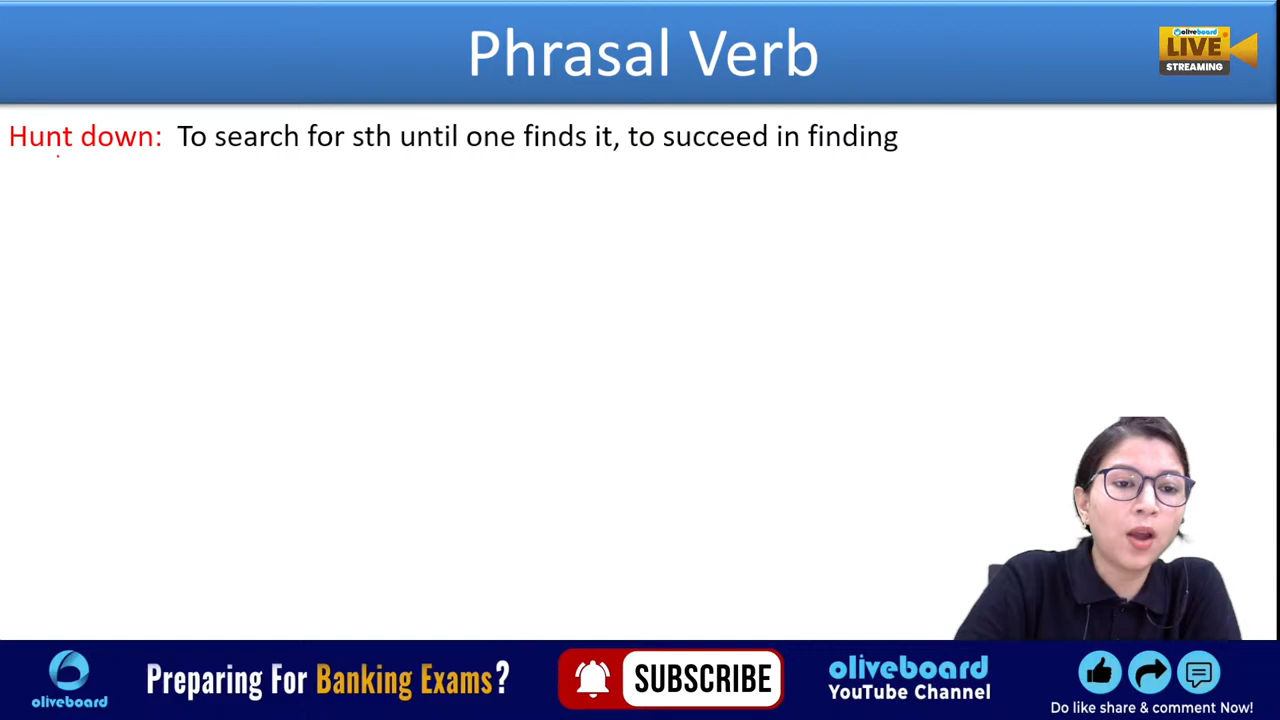 Phrasal Verb
oliveboard
LIVE
STREAMING
Hunt down: To search for sth until one finds it, to succeed in finding
oliveboard
Preparing For Banking Exams?
SUBSCRIBE
oliveboard
YouTube Channel
Do like share & comment Now!